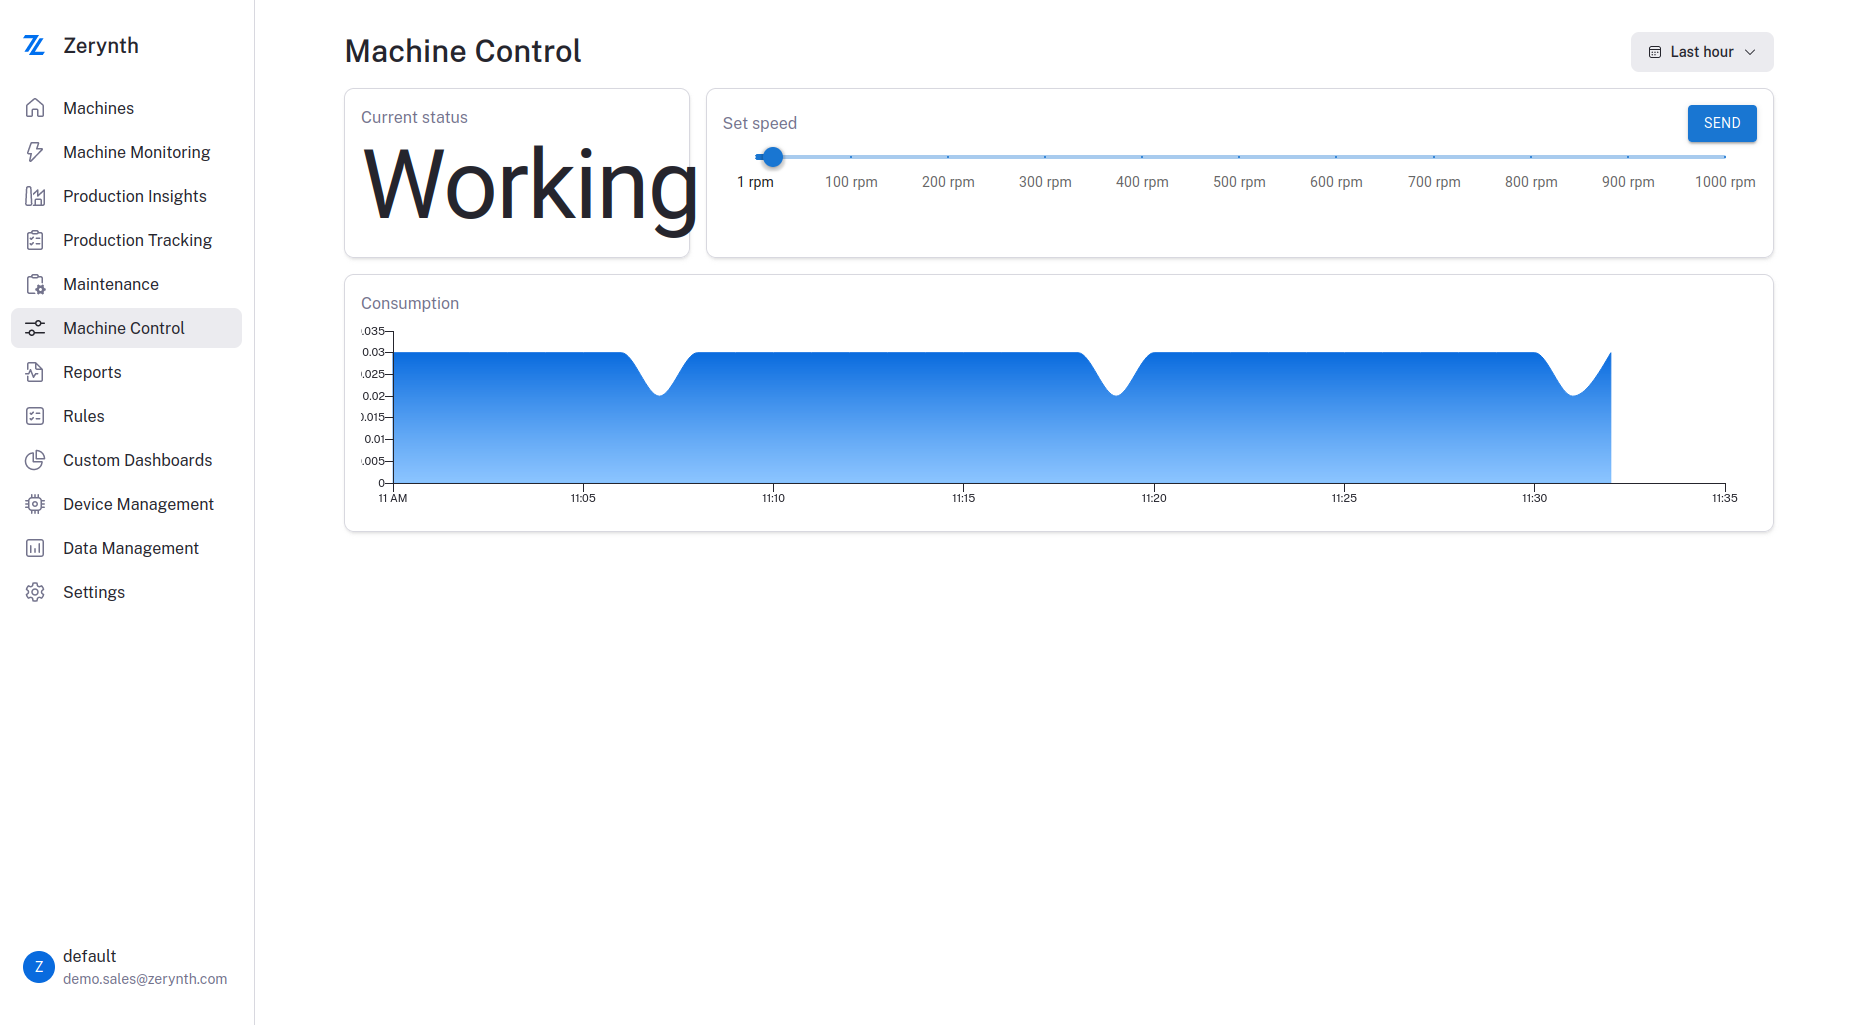 Zerynth
Machines
Machine Monitoring
Production Insights
Production Tracking
Maintenance
Machine Control
Reports
Rules
Custom Dashboards
Device Management
Data Management
Settings
default
Z
demo.sales@zerynth.com
Machine Control
Last hour
Current status
Working
Set speed
SEND
1 rpm 100 rpm 200 rpm 300 rpm 400 rpm 500 rpm 600 rpm 700 rpm 800 rpm 900 rpm 1000 rpm
Consumption
.035
0.03
.025
0.02
0.015
0.01
.005
0
11 AM 11:05 11:10 11:15 11:20 11:25 11:30 11:35